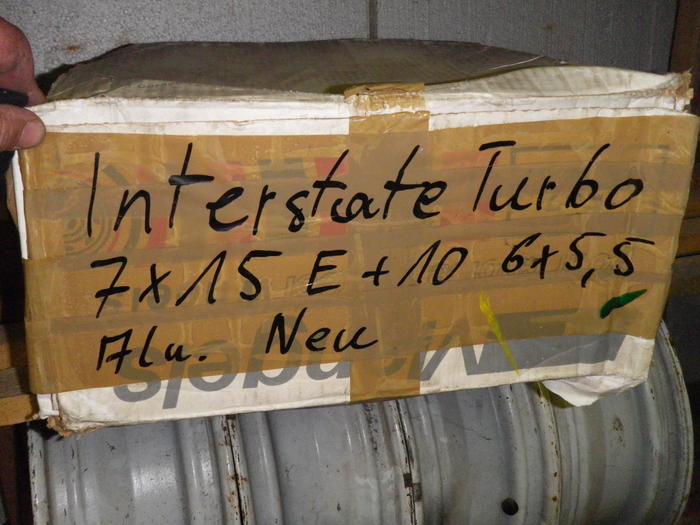 Interstate Turbo
7x15 E+10 6x5,5
Alu. Neu